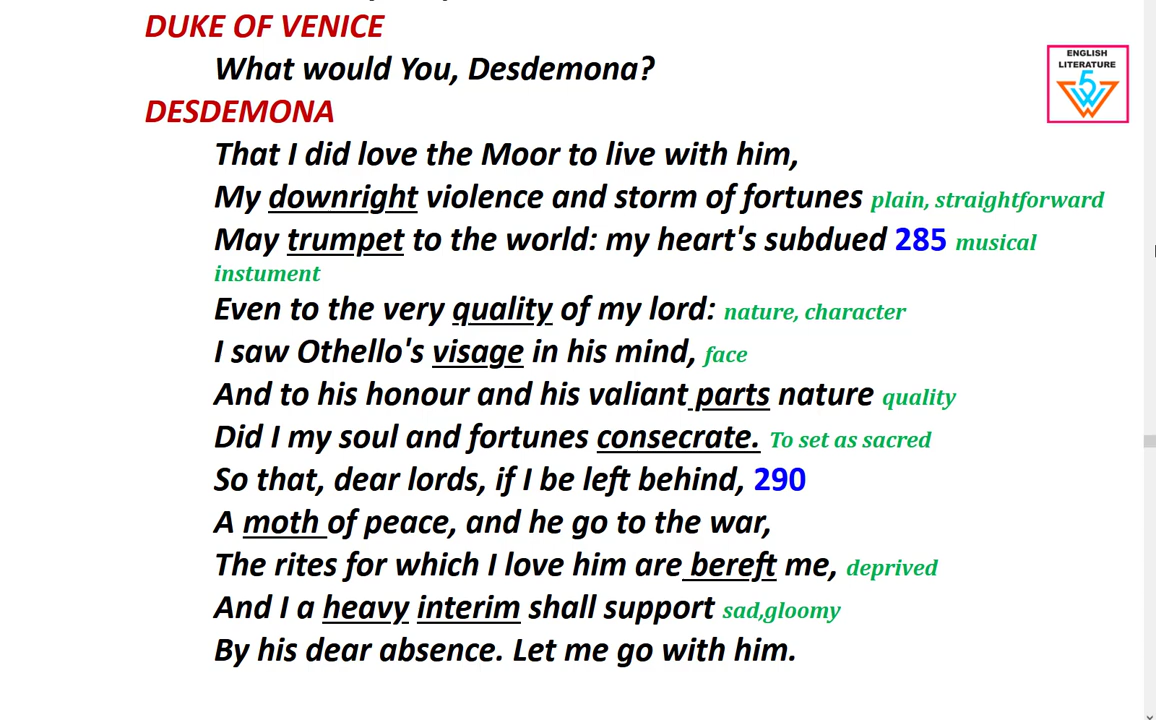 DUKE OF VENICE
What would You, Desdemona?
ENGLISH
LITERATURE
5
W
DESDEMONA
That I did love the Moor to live with him,
My downright violence and storm of fortunes plain, straightforward
May trumpet to the world: my heart's subdued 285 musical
instument
Even to the very quality of my lord: nature, character
I saw Othello's visage in his mind, face
And to his honour and his valiant parts nature quality
Did I my soul and fortunes consecrate. To set as sacred
So that, dear lords, if I be left behind, 290
A moth of peace, and he go to the war,
The rites for which I love him are bereft me, deprived
And I a heavy interim shall support sad,gloomy
By his dear absence. Let me go with him.